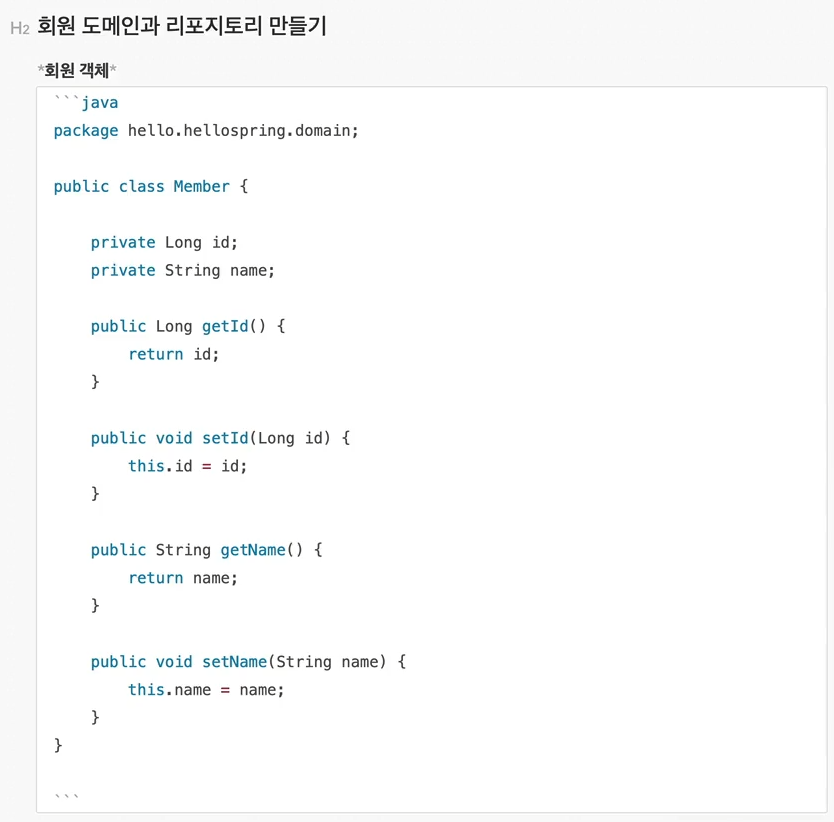 H2 회원 도메인과 리포지토리 만들기
*회원 객체*
```java
package hello.hellospring.domain;
public class Member {
private Long id;
private String name;
public Long getId() {
return id;
}
public void setId(Long id) {
this.id = id;
}
public String getName() {
return name;
}
public void setName(String name) {
this.name = name;
}
}
```